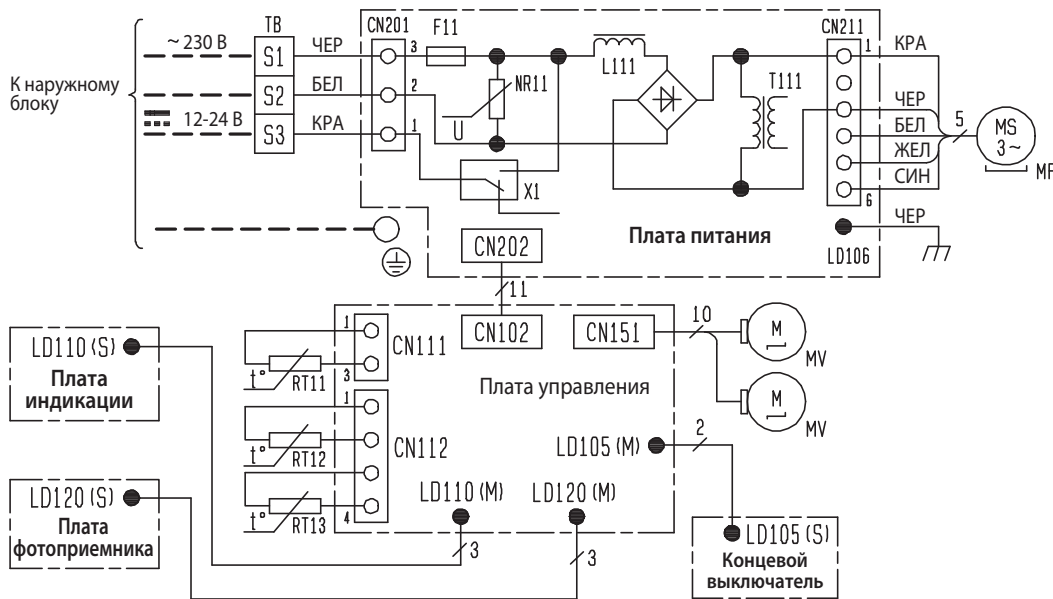 К наружному
блоку
~ 230 В
12-24 В
TB
S1
S2
S3
ЧЕР
БЕЛ
КРА
CN201
3
2
1
F11
NR11
U
X1
L111
T111
CN211
1
6
КРА
ЧЕР
БЕЛ
ЖЕЛ
СИН
5
MS
3~
MF
ЧЕР
LD106
Плата питания
CN202
11
CN102
CN151
10
M
MV
M
MV
Плата управления
1
3
CN111
t°
RT11
1
4
CN112
t°
RT12
t°
RT13
LD110 (S)
Плата
индикации
LD120 (S)
Плата
фотоприемника
LD110 (M)
3
LD120 (M)
3
LD105 (M)
2
LD105 (S)
Концевой
выключатель